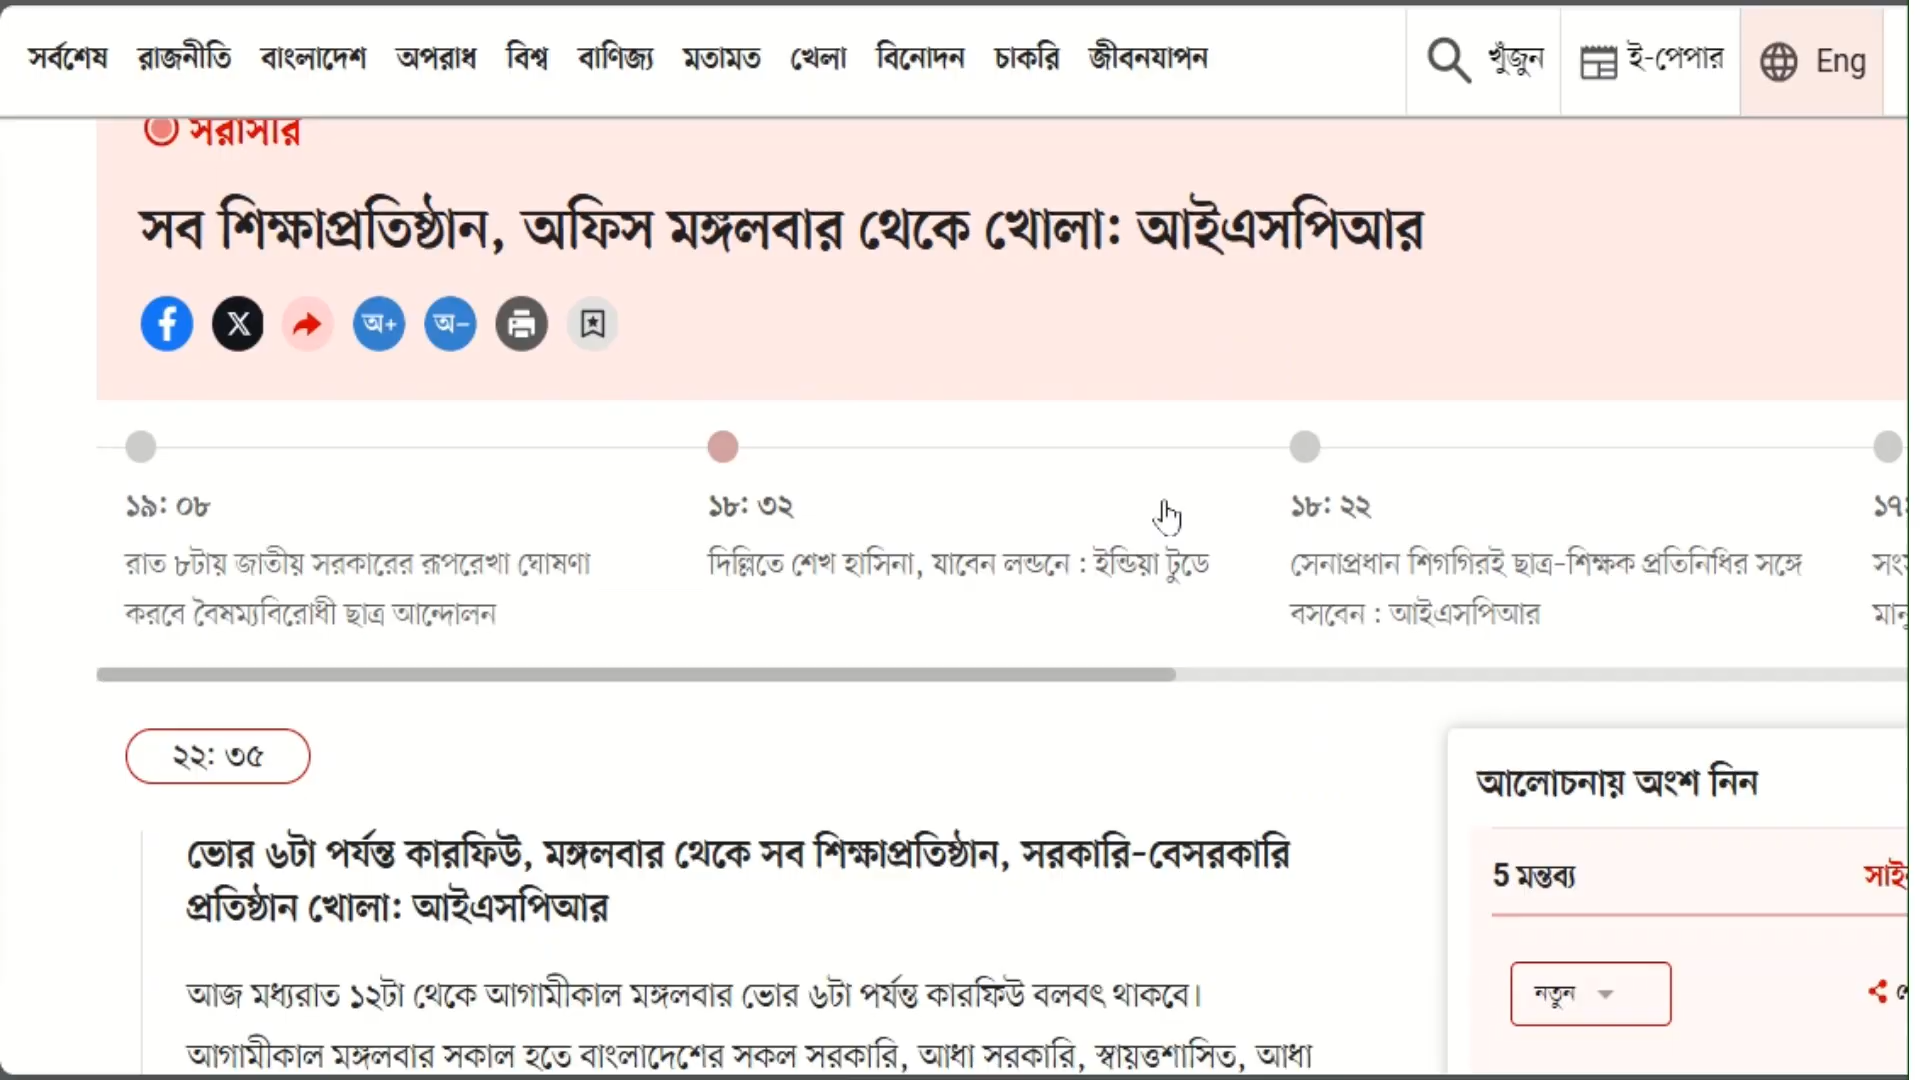 সর্বশেষ রাজনীতি বাংলাদেশ অপরাধ বিশ্ব বাণিজ্য মতামত খেলা বিনোদন চাকরি জীবনযাপন খুঁজুন ই-পেপার Eng
সরাসরি
সব শিক্ষাপ্রতিষ্ঠান, অফিস মঙ্গলবার থেকে খোলা: আইএসপিআর
অ+ অ−
১৯: ০৮
রাত ৮টায় জাতীয় সরকারের রূপরেখা ঘোষণা
করবে বৈষম্যবিরোধী ছাত্র আন্দোলন
১৮: ৩২
দিল্লিতে শেখ হাসিনা, যাবেন লন্ডনে : ইন্ডিয়া টুডে
১৮: ২২
সেনাপ্রধান শিগগিরই ছাত্র-শিক্ষক প্রতিনিধির সঙ্গে
বসবেন : আইএসপিআর
১৭:
২২: ৩৫
ভোর ৬টা পর্যন্ত কারফিউ, মঙ্গলবার থেকে সব শিক্ষাপ্রতিষ্ঠান, সরকারি-বেসরকারি
প্রতিষ্ঠান খোলা: আইএসপিআর
আজ মধ্যরাত ১২টা থেকে আগামীকাল মঙ্গলবার ভোর ৬টা পর্যন্ত কারফিউ বলবৎ থাকবে।
আগামীকাল মঙ্গলবার সকাল হতে বাংলাদেশের সকল সরকারি, আধা সরকারি, স্বায়ত্তশাসিত, আধা
আলোচনায় অংশ নিন
5 মন্তব্য
নতুন